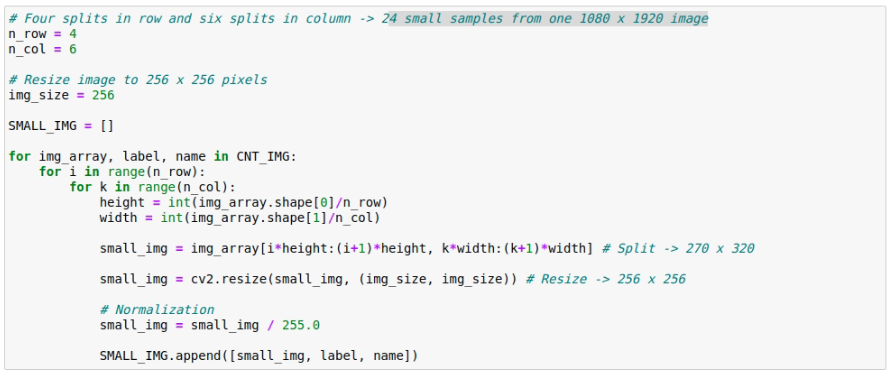 # Four splits in row and six splits in column -> 24 small samples from one 1080 x 1920 image
n_row = 4
n_col = 6

# Resize image to 256 x 256 pixels
img_size = 256

SMALL_IMG = []

for img_array, label, name in CNT_IMG:
    for i in range(n_row):
        for k in range(n_col):
            height = int(img_array.shape[0]/n_row)
            width = int(img_array.shape[1]/n_col)

            small_img = img_array[i*height:(i+1)*height, k*width:(k+1)*width] # Split -> 270 x 320

            small_img = cv2.resize(small_img, (img_size, img_size)) # Resize -> 256 x 256

            # Normalization
            small_img = small_img / 255.0

            SMALL_IMG.append([small_img, label, name])